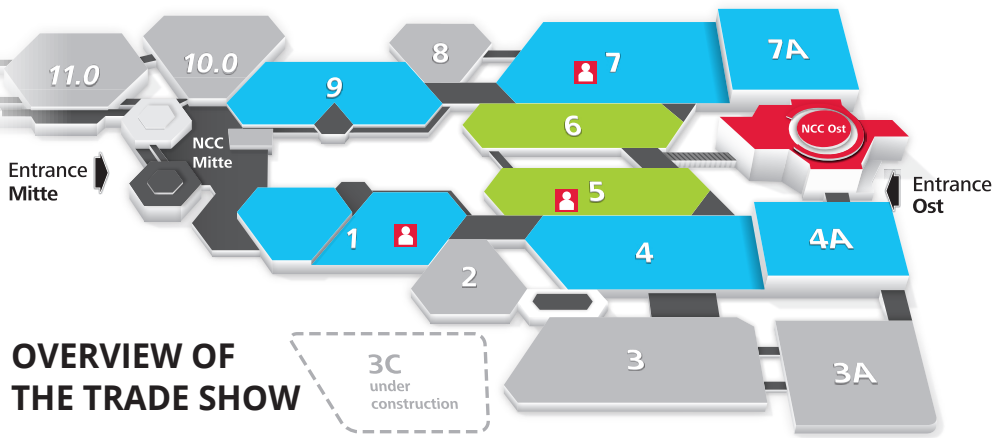 11.0
10.0
8
7
7A
9
6
NCC Ost
NCC
Mitte
Entrance
Mitte
5
Entrance
Ost
1
4
4A
2
OVERVIEW OF
THE TRADE SHOW
3C
under
construction
3
3A